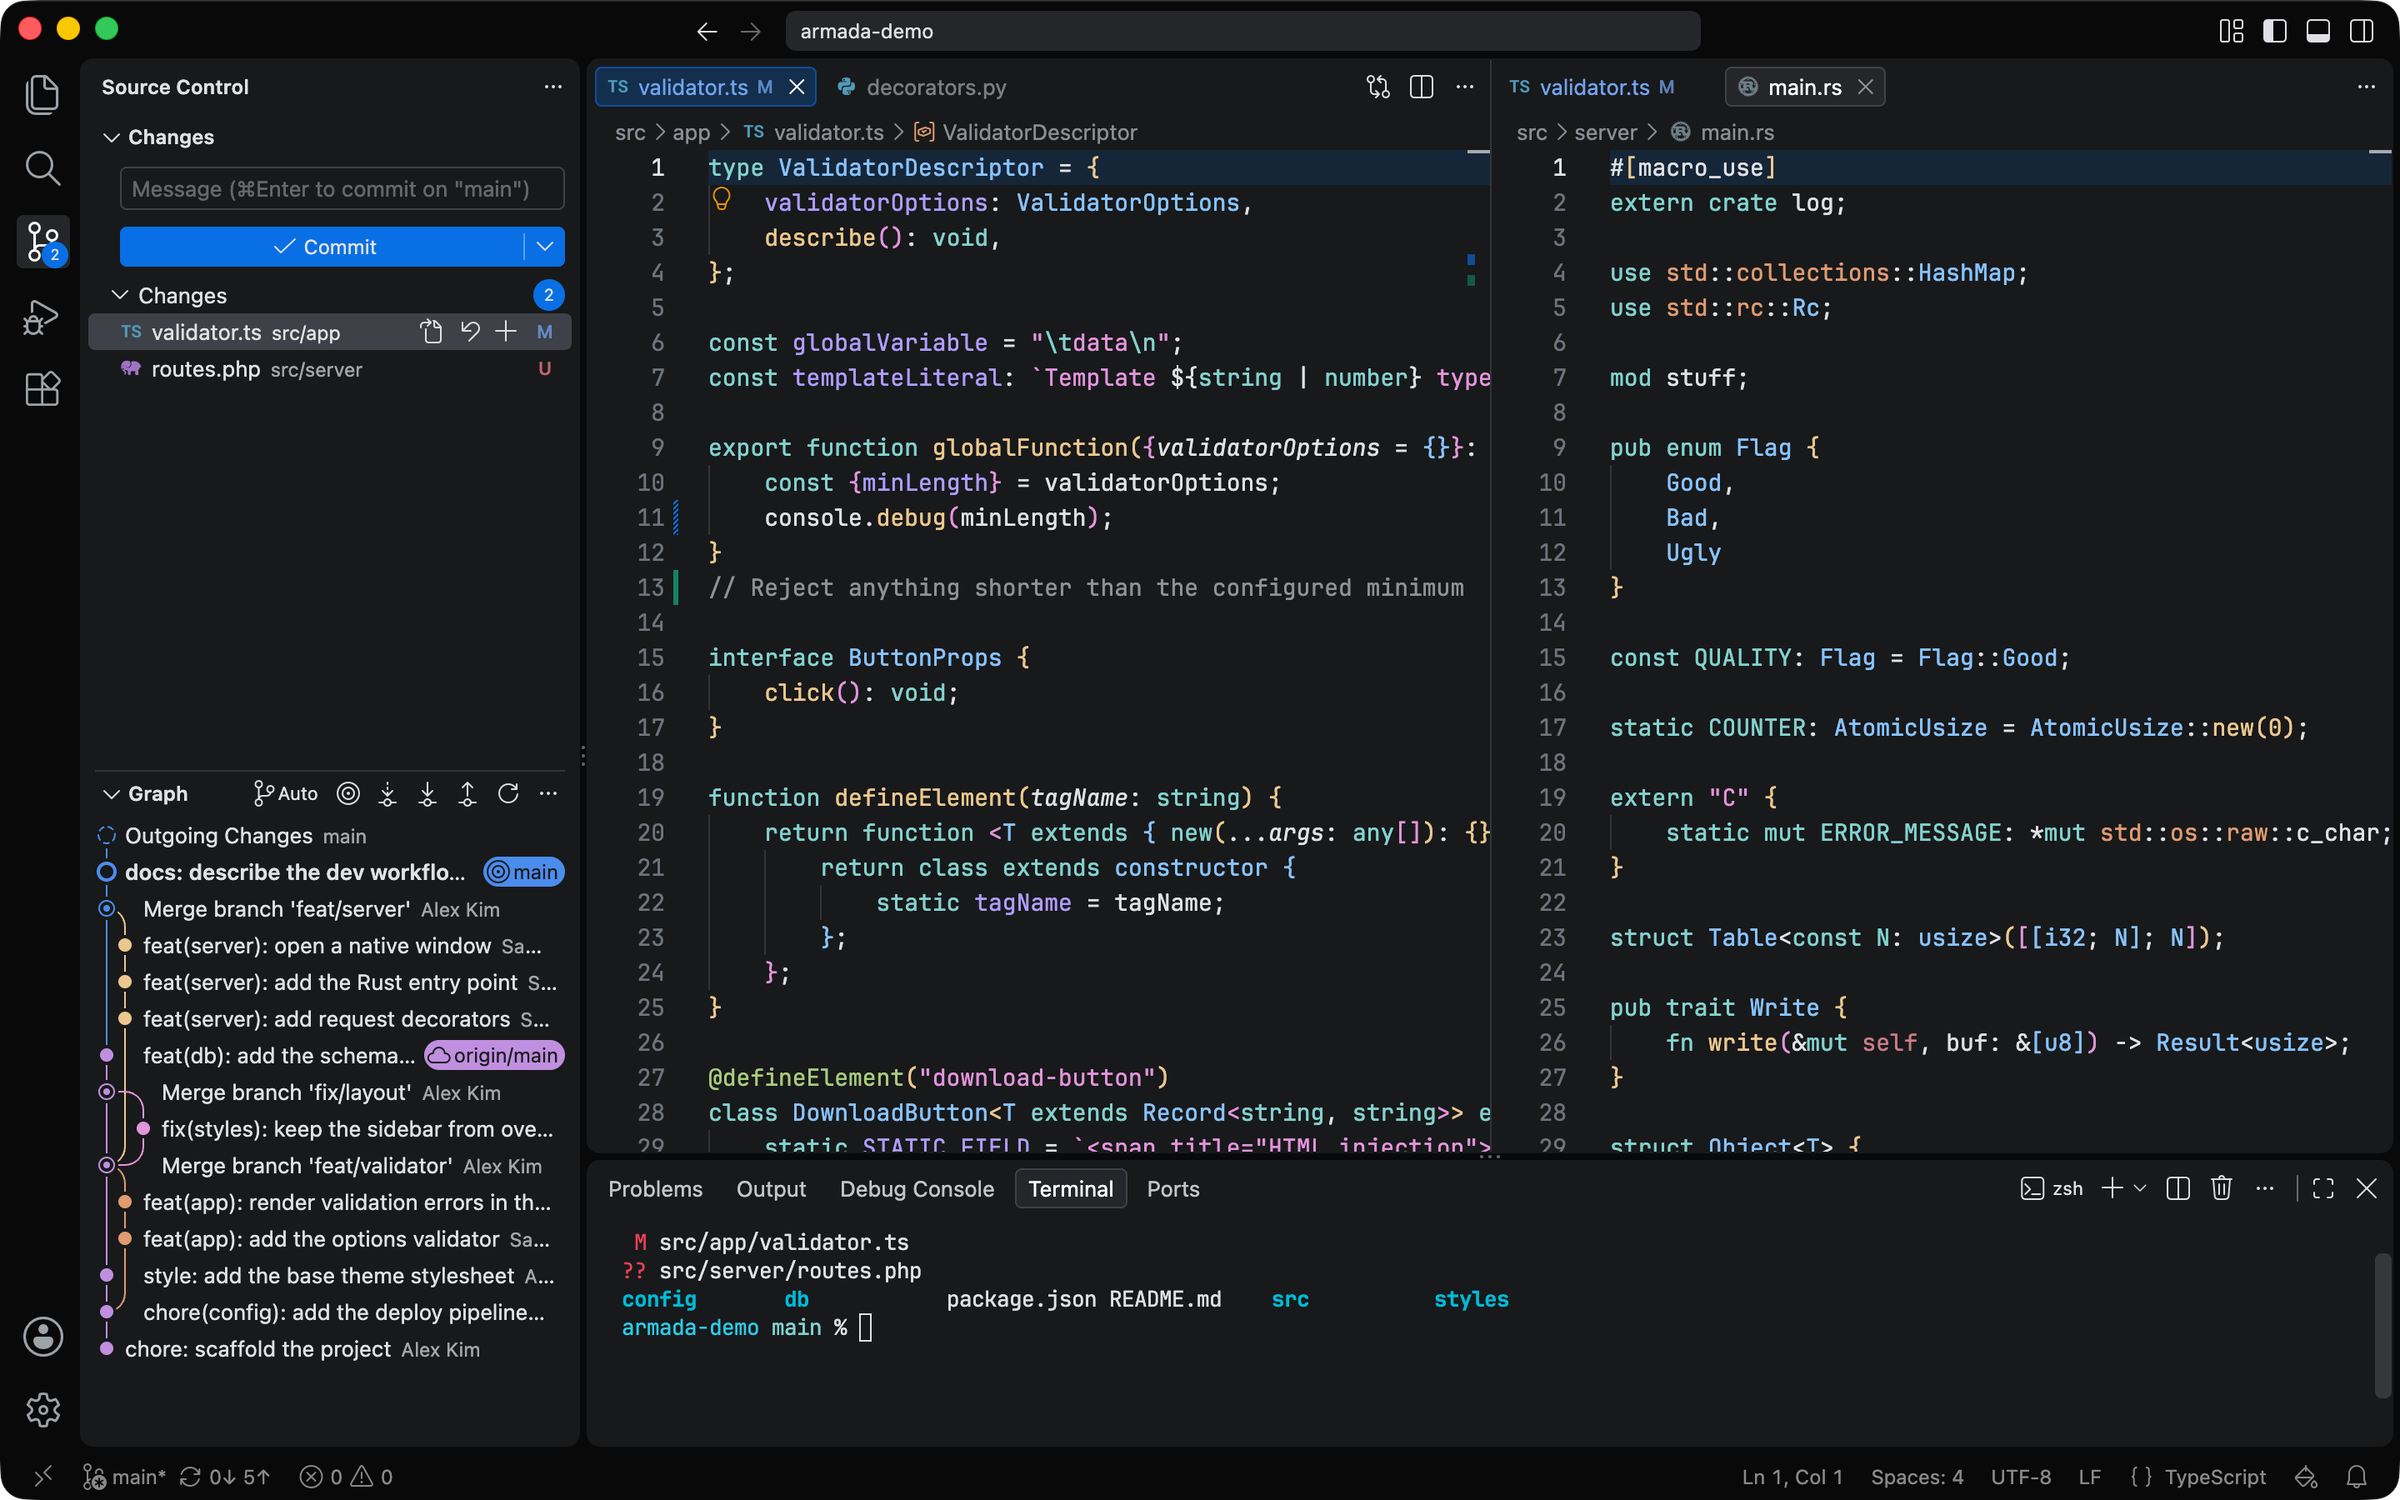 armada-demo
Source Control
Changes
Message (⌘Enter to commit on "main")
Commit
Changes 2
TS validator.ts src/app M
routes.php src/server U
2
Graph Auto
Outgoing Changes main
docs: describe the dev workflo... main
Merge branch 'feat/server' Alex Kim
feat(server): open a native window Sa...
feat(server): add the Rust entry point S...
feat(server): add request decorators S...
feat(db): add the schema... origin/main
Merge branch 'fix/layout' Alex Kim
fix(styles): keep the sidebar from ove...
Merge branch 'feat/validator' Alex Kim
feat(app): render validation errors in th...
feat(app): add the options validator Sa...
style: add the base theme stylesheet A...
chore(config): add the deploy pipeline...
chore: scaffold the project Alex Kim
TS validator.ts M decorators.py
src > app > TS validator.ts > ValidatorDescriptor
1 type ValidatorDescriptor = {
2 validatorOptions: ValidatorOptions,
3 describe(): void,
4 };
5
6 const globalVariable = "\tdata\n";
7 const templateLiteral: `Template ${string | number} type
8
9 export function globalFunction({validatorOptions = {}}:
10 const {minLength} = validatorOptions;
11 console.debug(minLength);
12 }
13 // Reject anything shorter than the configured minimum
14
15 interface ButtonProps {
16 click(): void;
17 }
18
19 function defineElement(tagName: string) {
20 return function <T extends { new(...args: any[]): {}
21 return class extends constructor {
22 static tagName = tagName;
23 };
24 };
25 }
26
27 @defineElement("download-button")
28 class DownloadButton<T extends Record<string, string>> e
29 static STATIC_FIELD = `<span title="HTML injection">
TS validator.ts M main.rs
src > server > main.rs
1 #[macro_use]
2 extern crate log;
3
4 use std::collections::HashMap;
5 use std::rc::Rc;
6
7 mod stuff;
8
9 pub enum Flag {
10 Good,
11 Bad,
12 Ugly
13 }
14
15 const QUALITY: Flag = Flag::Good;
16
17 static COUNTER: AtomicUsize = AtomicUsize::new(0);
18
19 extern "C" {
20 static mut ERROR_MESSAGE: *mut std::os::raw::c_char;
21 }
22
23 struct Table<const N: usize>([[i32; N]; N]);
24
25 pub trait Write {
26 fn write(&mut self, buf: &[u8]) -> Result<usize>;
27 }
28
29 struct Object<T> {
Problems Output Debug Console Terminal Ports zsh
M src/app/validator.ts
?? src/server/routes.php
config db package.json README.md src styles
armada-demo main %
main* 0↓ 5↑ 0 0 Ln 1, Col 1 Spaces: 4 UTF-8 LF {} TypeScript